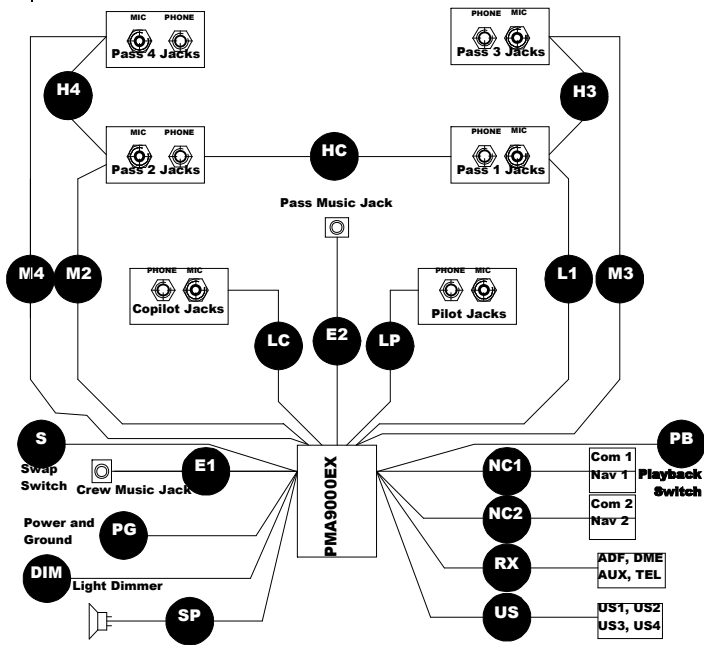 MIC PHONE
Pass 4 Jacks
PHONE MIC
Pass 3 Jacks
H4
H3
MIC PHONE
Pass 2 Jacks
HC
PHONE MIC
Pass 1 Jacks
Pass Music Jack
M4
M2
L1
M3
PHONE MIC
Copilot Jacks
PHONE MIC
Pilot Jacks
LC
E2
LP
S
Swap
Switch
PB
Playback
Switch
E1
Crew Music Jack
PMA9000EX
NC1
Com 1
Nav 1
Power and
Ground
PG
NC2
Com 2
Nav 2
DIM
Light Dimmer
RX
ADF, DME
AUX, TEL
SP
US
US1, US2
US3, US4